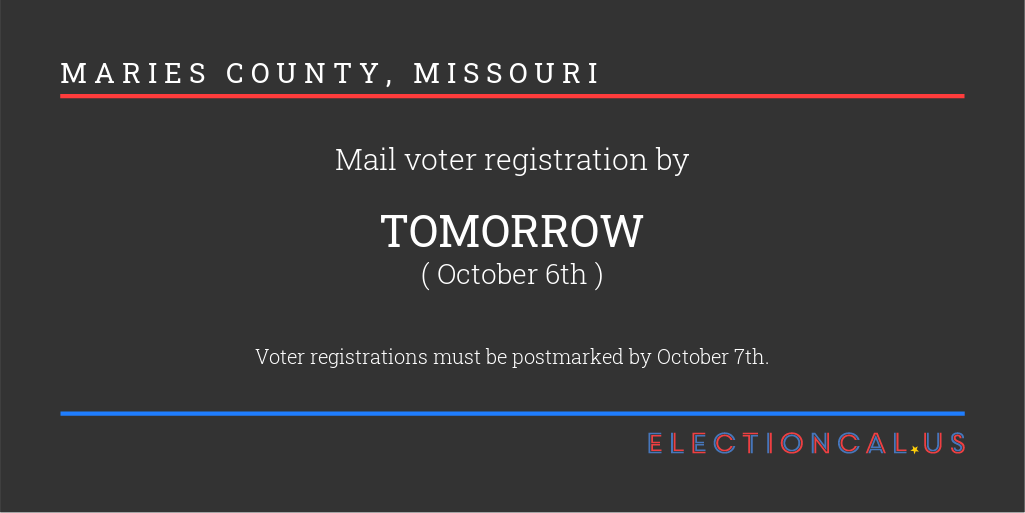 MARIES COUNTY, MISSOURI
Mail voter registration by
TOMORROW
( October 6th )
Voter registrations must be postmarked by October 7th.
ELECTIONCAL.US